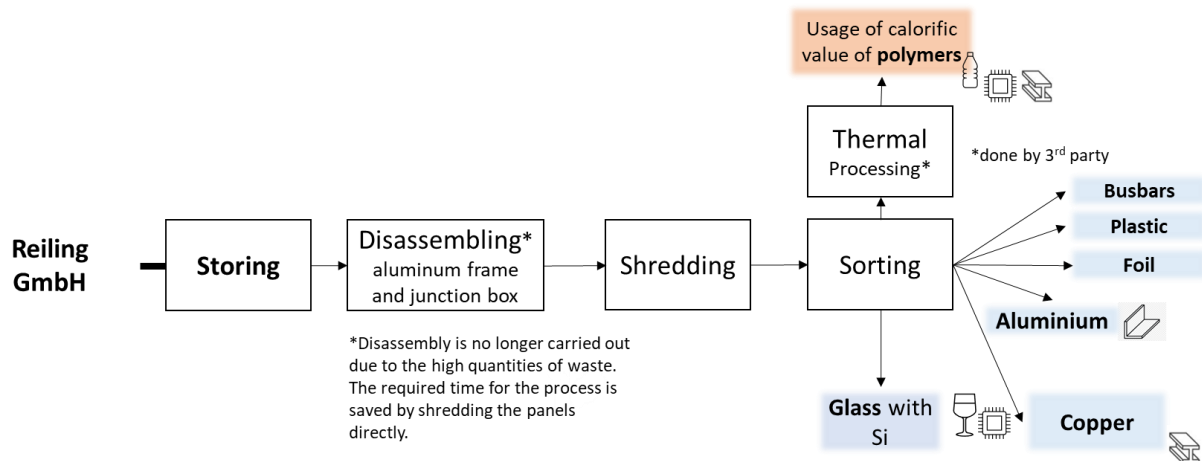 Usage of calorific
value of polymers
Thermal
Processing*
*done by 3rd party
Busbars
Plastic
Foil
Aluminium
Copper
Reiling
GmbH
Storing
Disassembling*
aluminum frame
and junction box
Shredding
Sorting
*Disassembly is no longer carried out
due to the high quantities of waste.
The required time for the process is
saved by shredding the panels
directly.
Glass with
Si